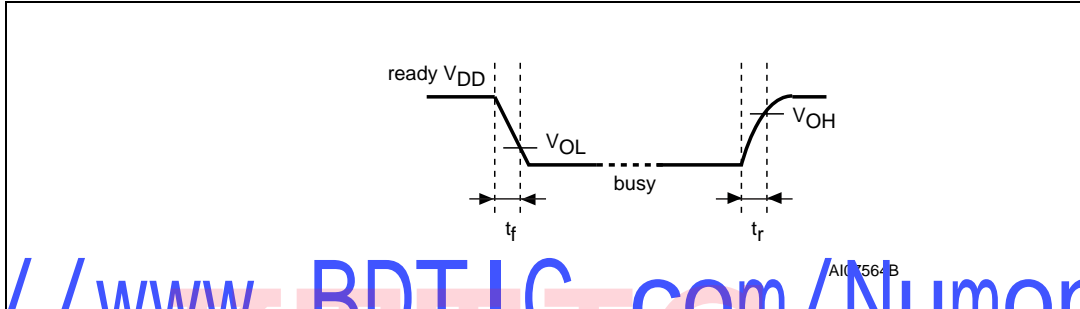 ready VDD
VOH
VOL
busy
tf
tr
AI07564B
//www.BDTIC.com/Numon